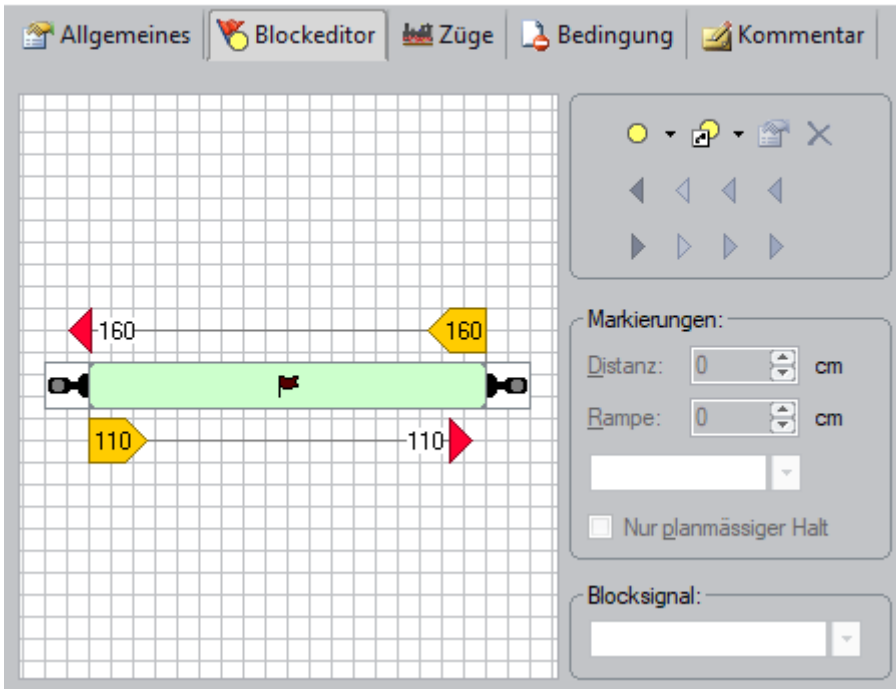 Allgemeines Blockeditor Züge Bedingung Kommentar
160 160
110 110
Markierungen:
Distanz: 0 cm
Rampe: 0 cm
Nur planmässiger Halt
Blocksignal: